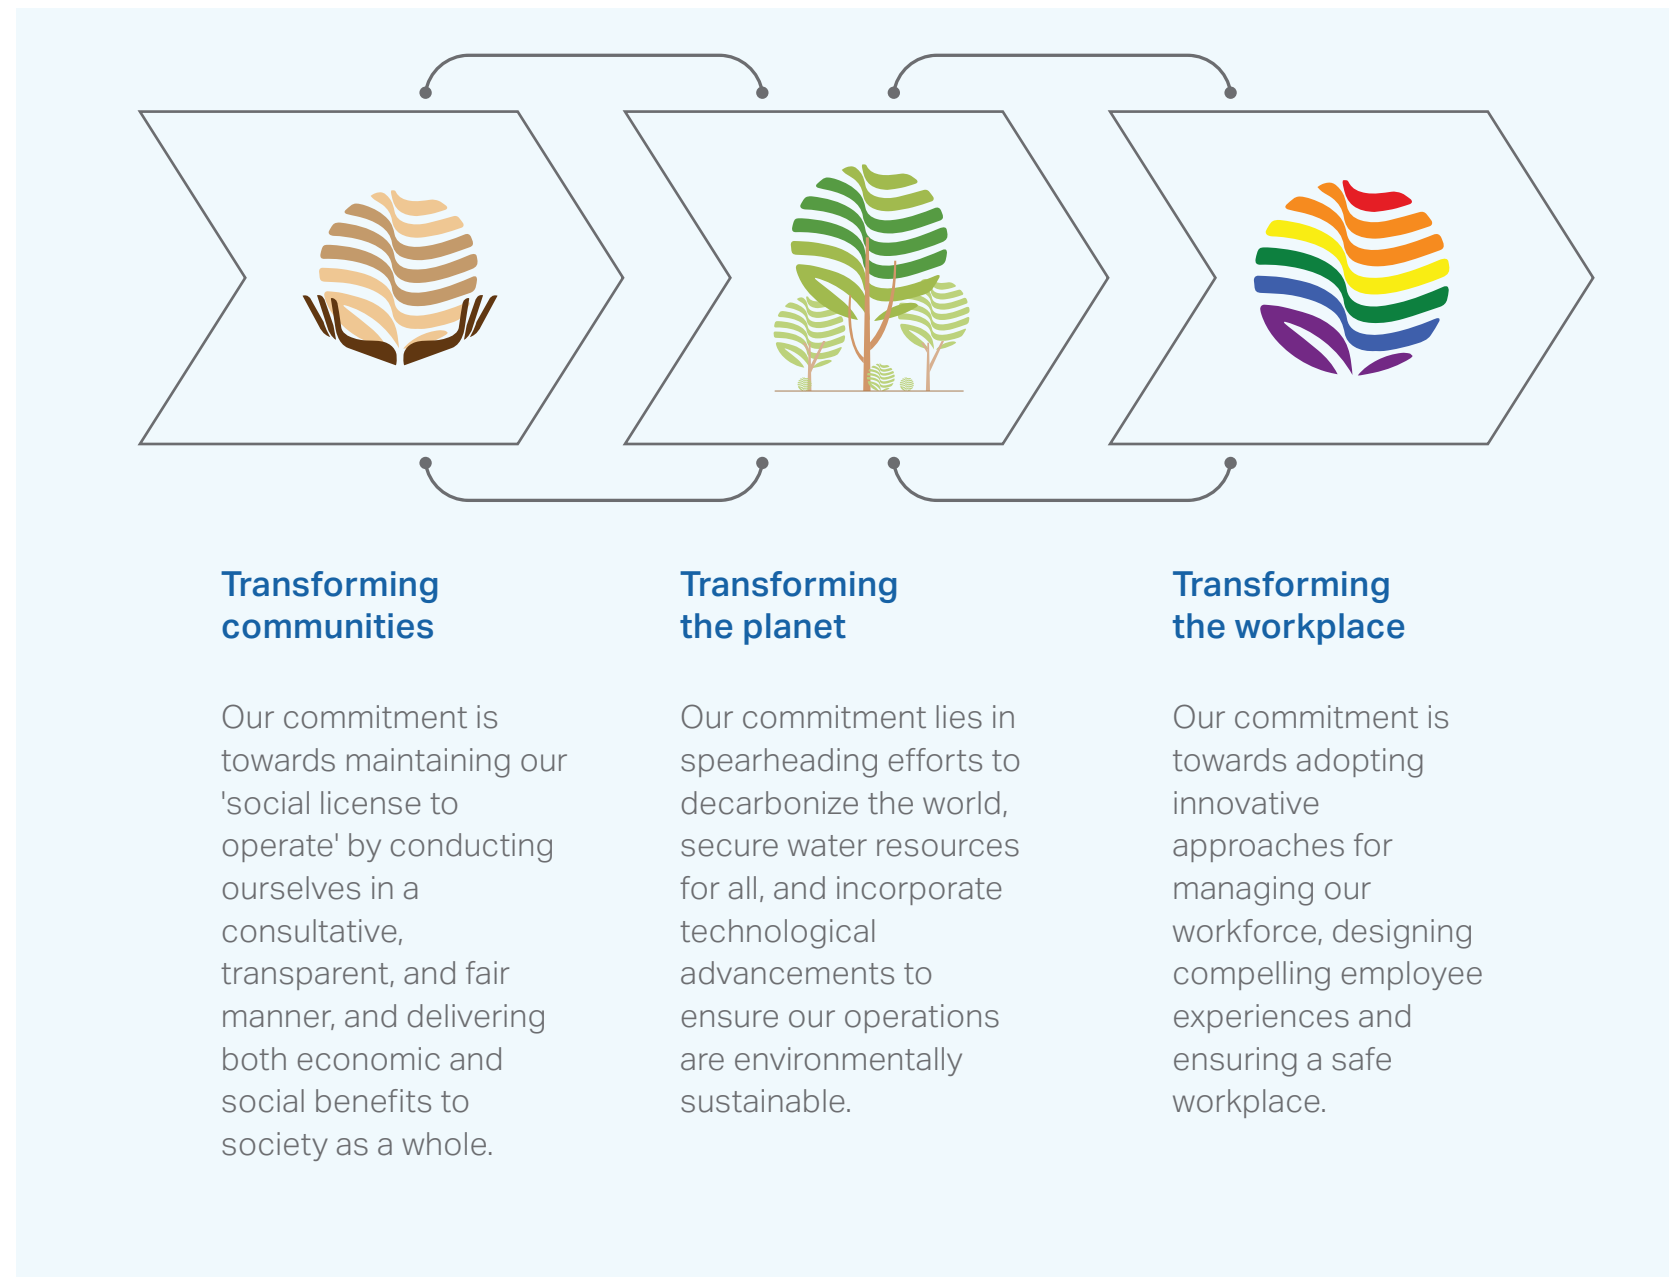 Transforming
communities
Our commitment is
towards maintaining our
'social license to
operate' by conducting
ourselves in a
consultative,
transparent, and fair
manner, and delivering
both economic and
social benefits to
society as a whole.
Transforming
the planet
Our commitment lies in
spearheading efforts to
decarbonize the world,
secure water resources
for all, and incorporate
technological
advancements to
ensure our operations
are environmentally
sustainable.
Transforming
the workplace
Our commitment is
towards adopting
innovative
approaches for
managing our
workforce, designing
compelling employee
experiences and
ensuring a safe
workplace.